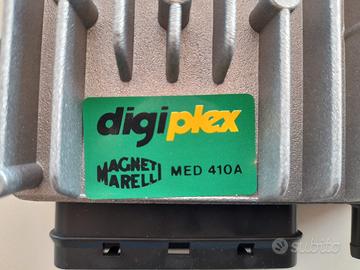 digiplex
MAGNETI
MARELLI
MED 410A
subito